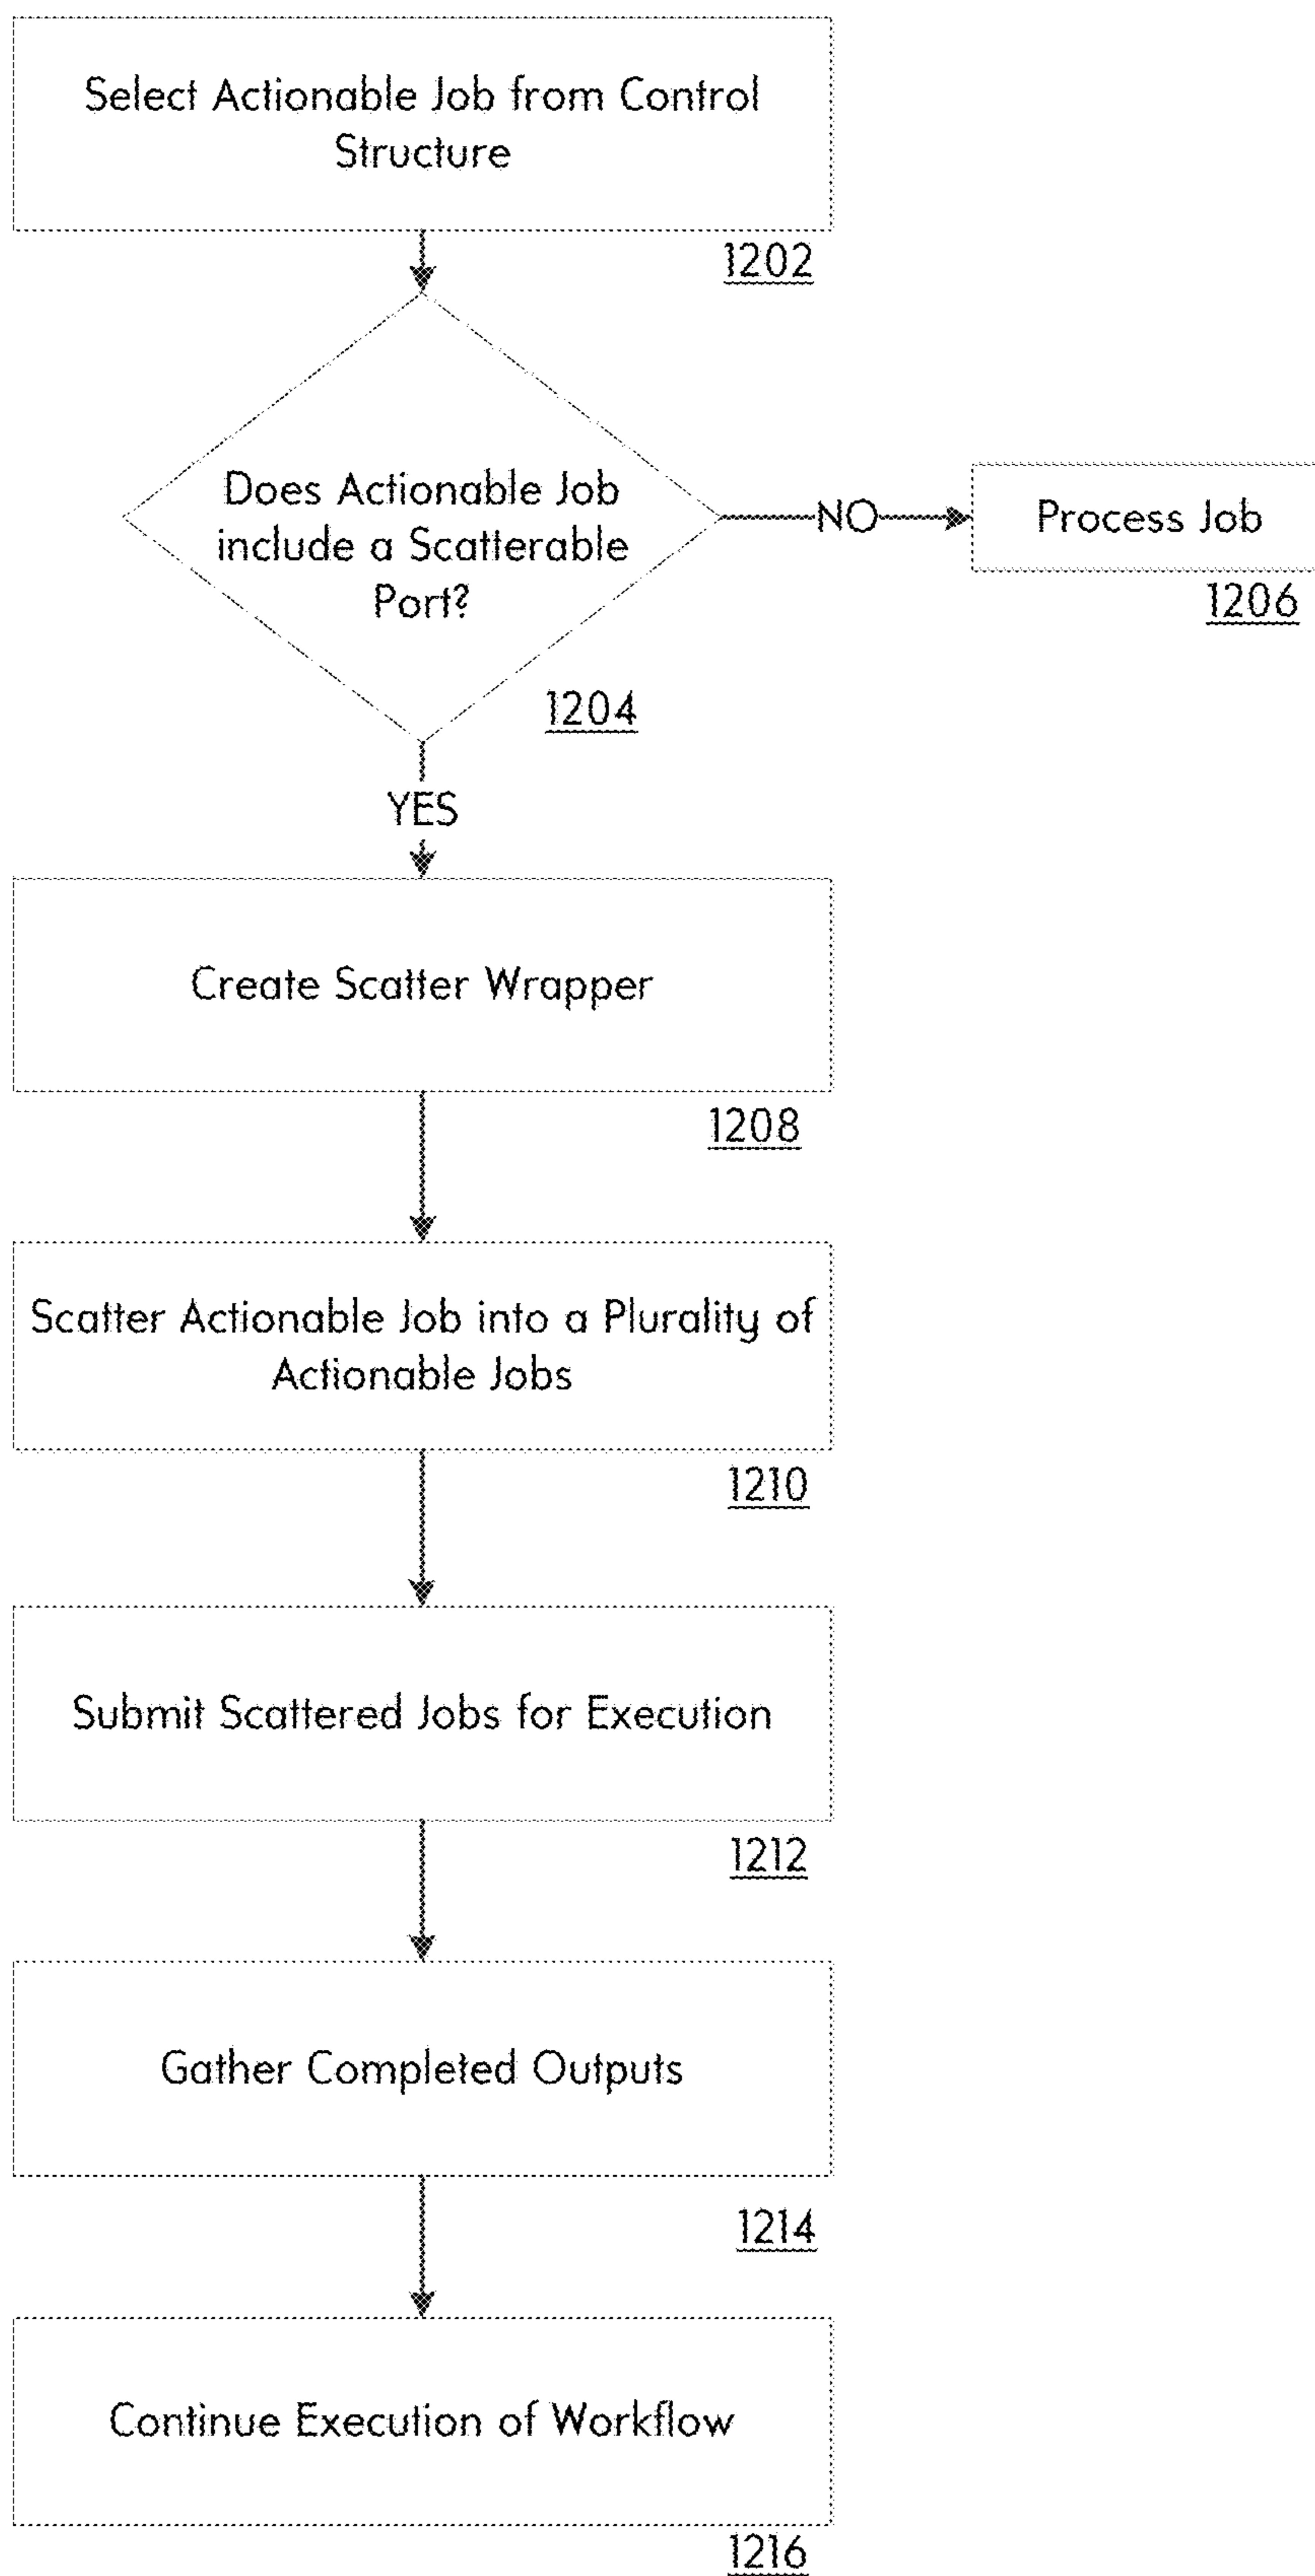 Select Actionable Job from Control
Structure
1202
Does Actionable Job
include a Scatterable
Port?
NO
Process Job
1206
1204
YES
Create Scatter Wrapper
1208
Scatter Actionable Job into a Plurality of
Actionable Jobs
1210
Submit Scattered Jobs for Execution
1212
Gather Completed Outputs
1214
Continue Execution of Workflow
1216